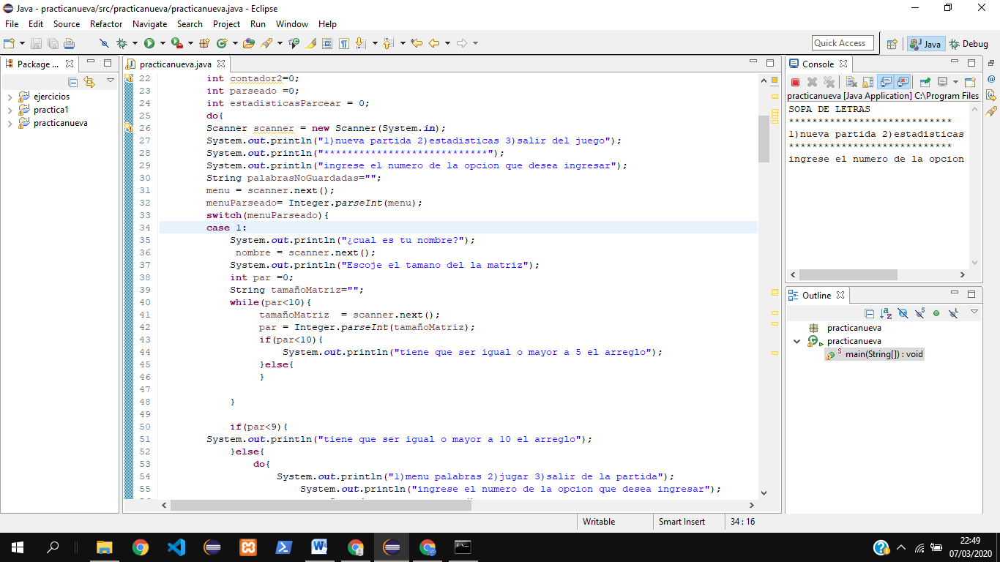 Java - practicanueva/src/practicanueva/practicanueva.java - Eclipse
File Edit Source Refactor Navigate Search Project Run Window Help
Quick Access
Java
Debug
Package ...
ejercicios
practica1
practicanueva
practicanueva.java
22 int contador2=0;
23 int parseado =0;
24 int estadisticasParcear = 0;
25 do{
26 Scanner scanner = new Scanner(System.in);
27 System.out.println("1)nueva partida 2)estadisticas 3)salir del juego");
28 System.out.println("****************************");
29 System.out.println("ingrese el numero de la opcion que desea ingresar");
30 String palabrasNoGuardadas="";
31 menu = scanner.next();
32 menuParseado= Integer.parseInt(menu);
33 switch(menuParseado){
34 case 1:
35 System.out.println("¿cual es tu nombre?");
36 nombre = scanner.next();
37 System.out.println("Escoje el tamano del la matriz");
38 int par =0;
39 String tamañoMatriz="";
40 while(par<10){
41 tamañoMatriz  = scanner.next();
42 par = Integer.parseInt(tamañoMatriz);
43 if(par<10){
44 System.out.println("tiene que ser igual o mayor a 5 el arreglo");
45 }else{
46 }
47
48 }
49
50 if(par<9){
51 System.out.println("tiene que ser igual o mayor a 10 el arreglo");
52 }else{
53 do{
54 System.out.println("1)menu palabras 2)jugar 3)salir de la partida");
55 System.out.println("ingrese el numero de la opcion que desea ingresar");
Console
practicanueva [Java Application] C:\Program Files
SOPA DE LETRAS
****************************
1)nueva partida 2)estadisticas
****************************
ingrese el numero de la opcion
Outline
practicanueva
practicanueva
main(String[]) : void
Writable
Smart Insert
34 : 16
22:49
07/03/2020